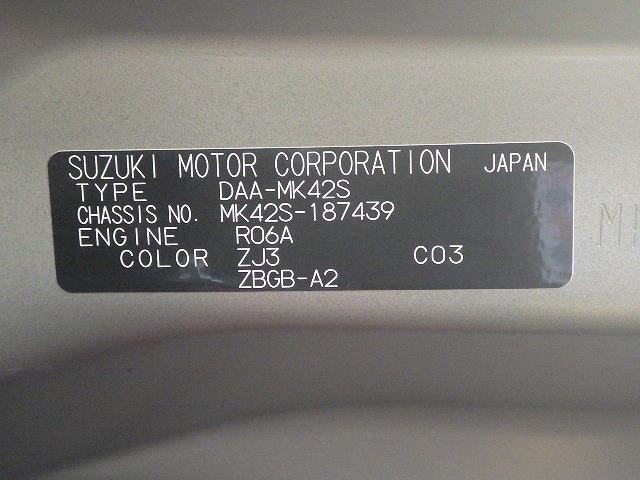 SUZUKI MOTOR CORPORATION JAPAN
TYPE DAA-MK42S
CHASSIS NO. MK42S-187439
ENGINE R06A
COLOR ZJ3 C03
ZBGB-A2